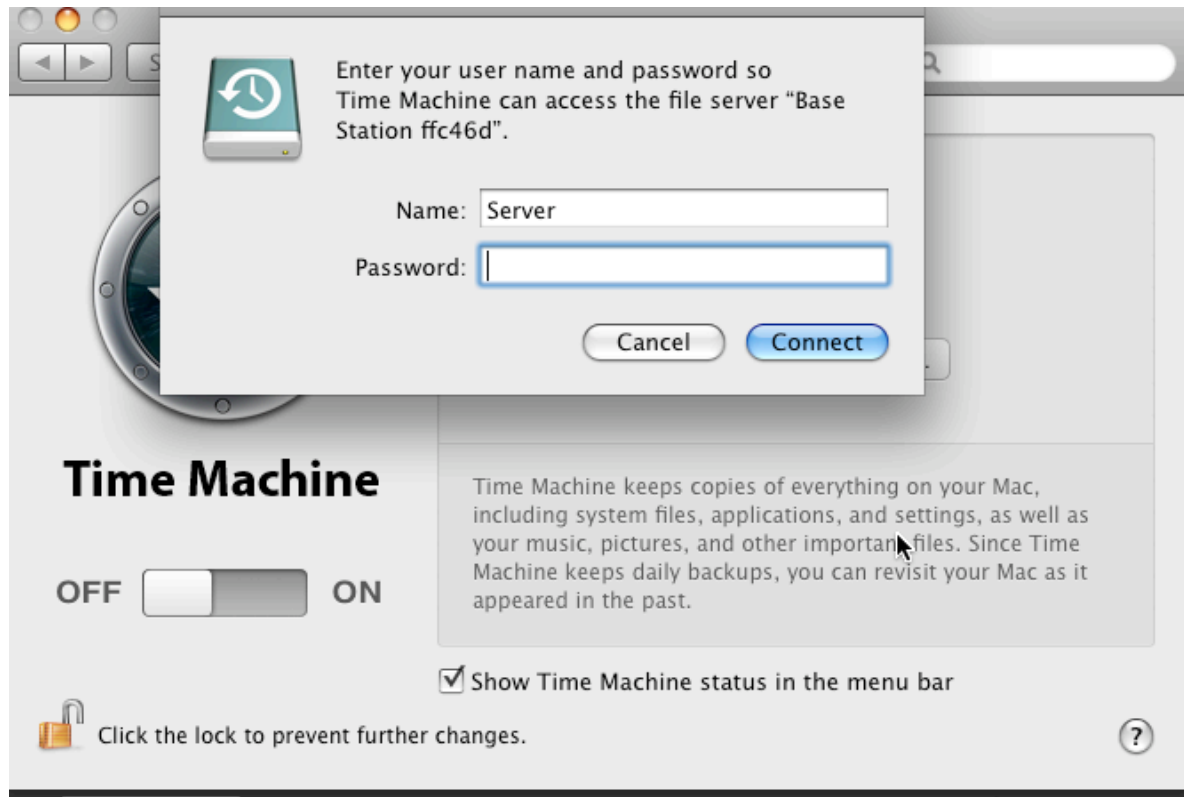 S
Enter your user name and password so
Time Machine can access the file server “Base
Station ffc46d”.
Name: Server
Password:
Cancel Connect
Time Machine
OFF ON
Time Machine keeps copies of everything on your Mac,
including system files, applications, and settings, as well as
your music, pictures, and other important files. Since Time
Machine keeps daily backups, you can revisit your Mac as it
appeared in the past.
Show Time Machine status in the menu bar
Click the lock to prevent further changes.
?